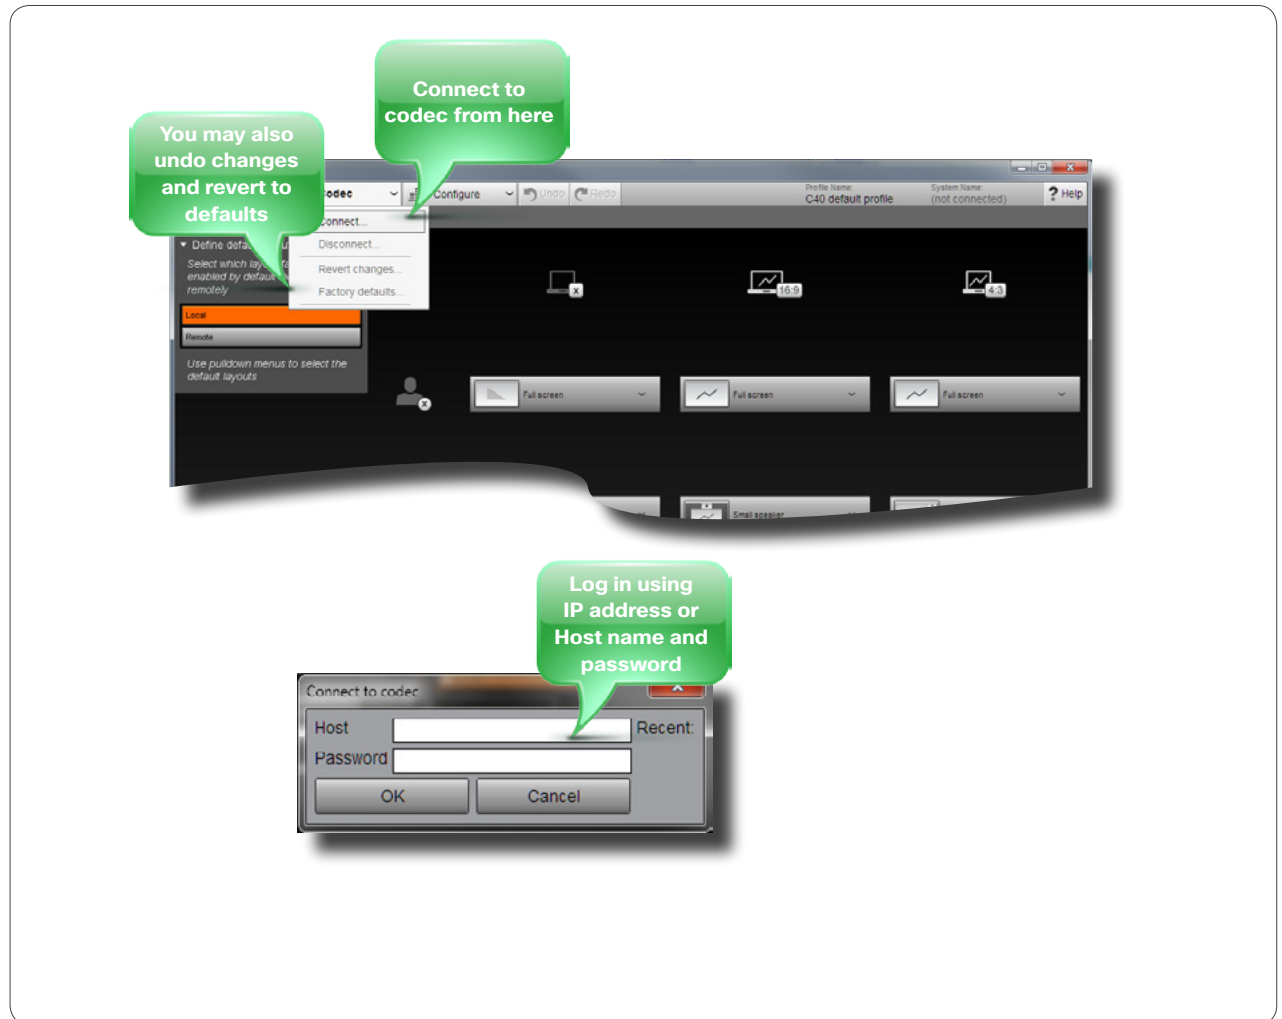 Connect to
codec from here
You may also
undo changes
and revert to
defaults
Configure
Undo
Redo
Profile Name:
C40 default profile
System Name:
(not connected)
? Help
Connect...
Disconnect...
Revert changes...
Factory defaults...
Define
Select which
enabled by default
remotely
Local
Remote
Use pulldown menus to select the
default layouts
x
16:9
4:3
x
Full screen
Full screen
Full screen
Small speaker
Log in using
IP address or
Host name and
password
Connect to codec
Host
Recent:
Password
OK
Cancel